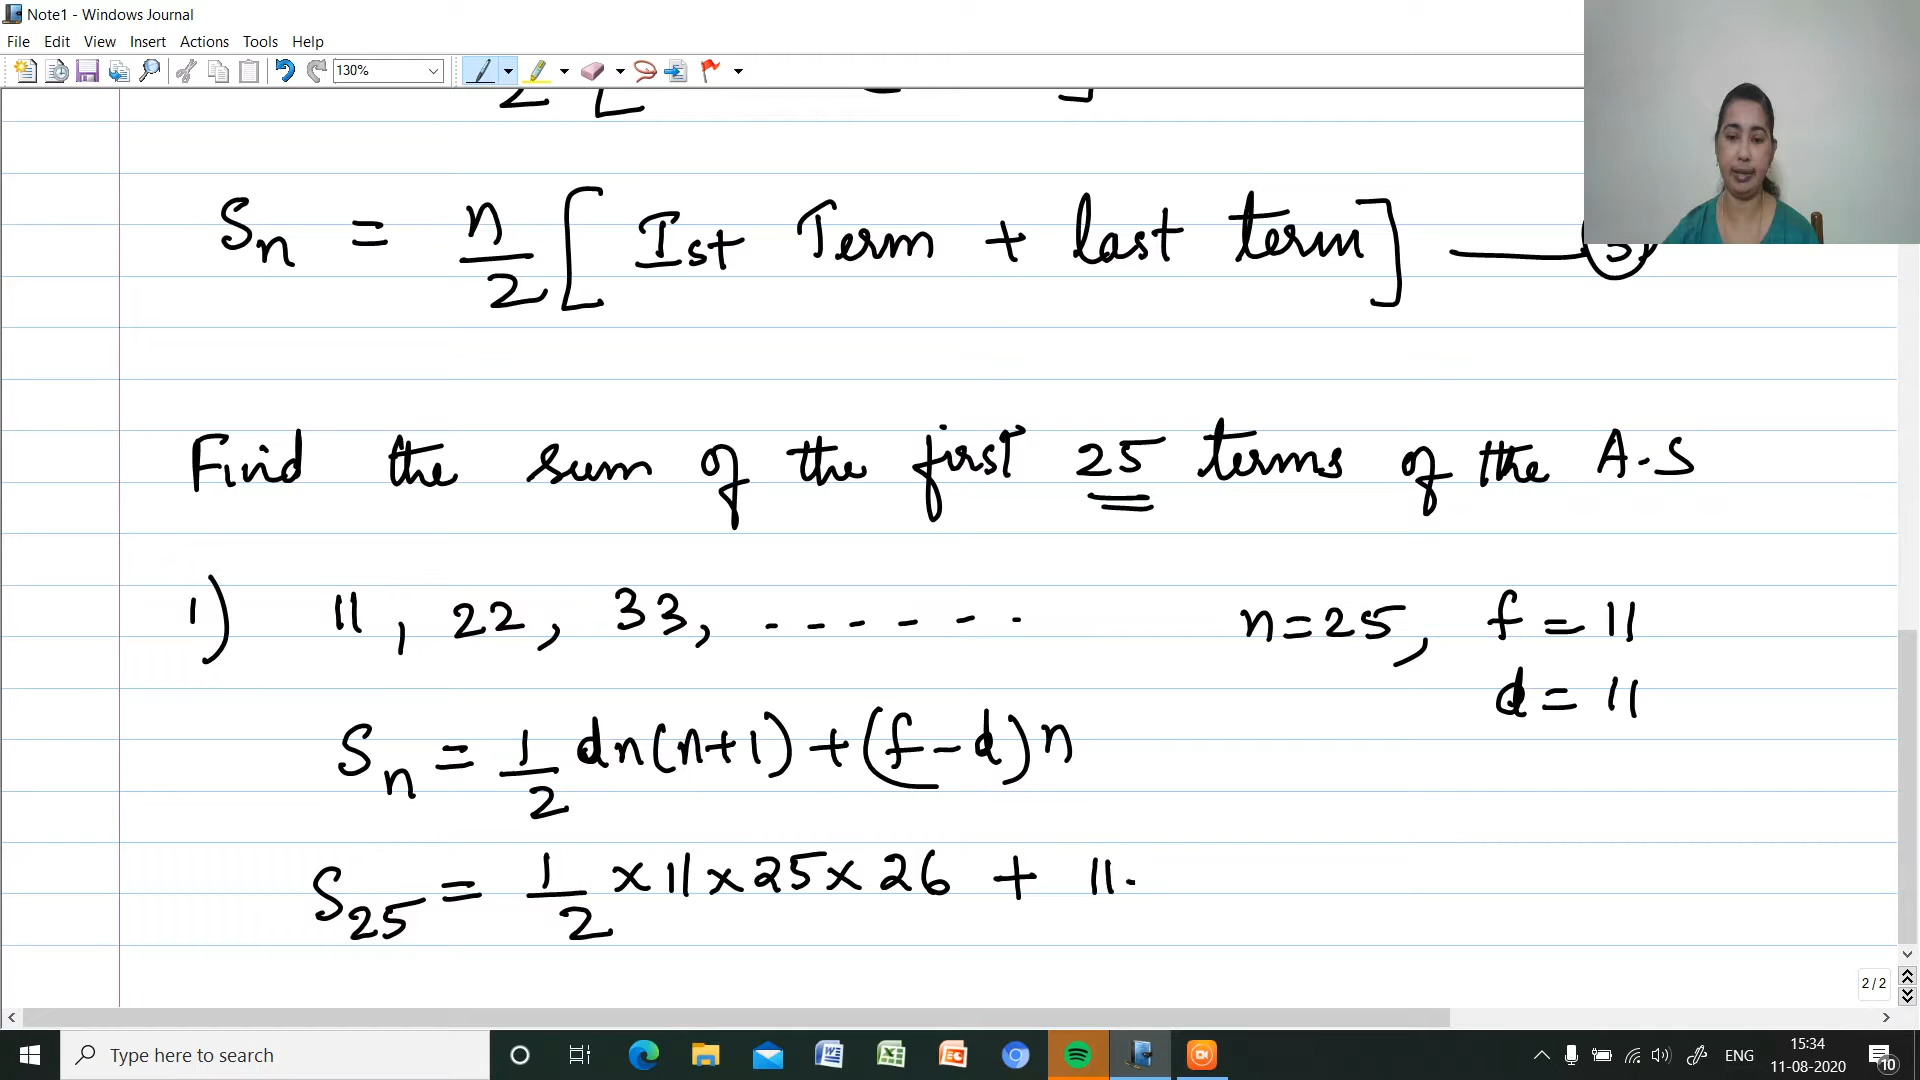 Note1 - Windows Journal
File Edit View Insert Actions Tools Help
130%
2 [ ]
Sn = n/2 [ Ist Term + last term ] — (3)
Find the sum of the first 25 terms of the A.S
1) 11, 22, 33, ....... n=25, f = 11
d = 11
Sn = 1/2 dn(n+1) + (f-d)n
S25 = 1/2 × 11 × 25 × 26 + 11.
2 / 2
Type here to search
ENG
15:34
11-08-2020
10